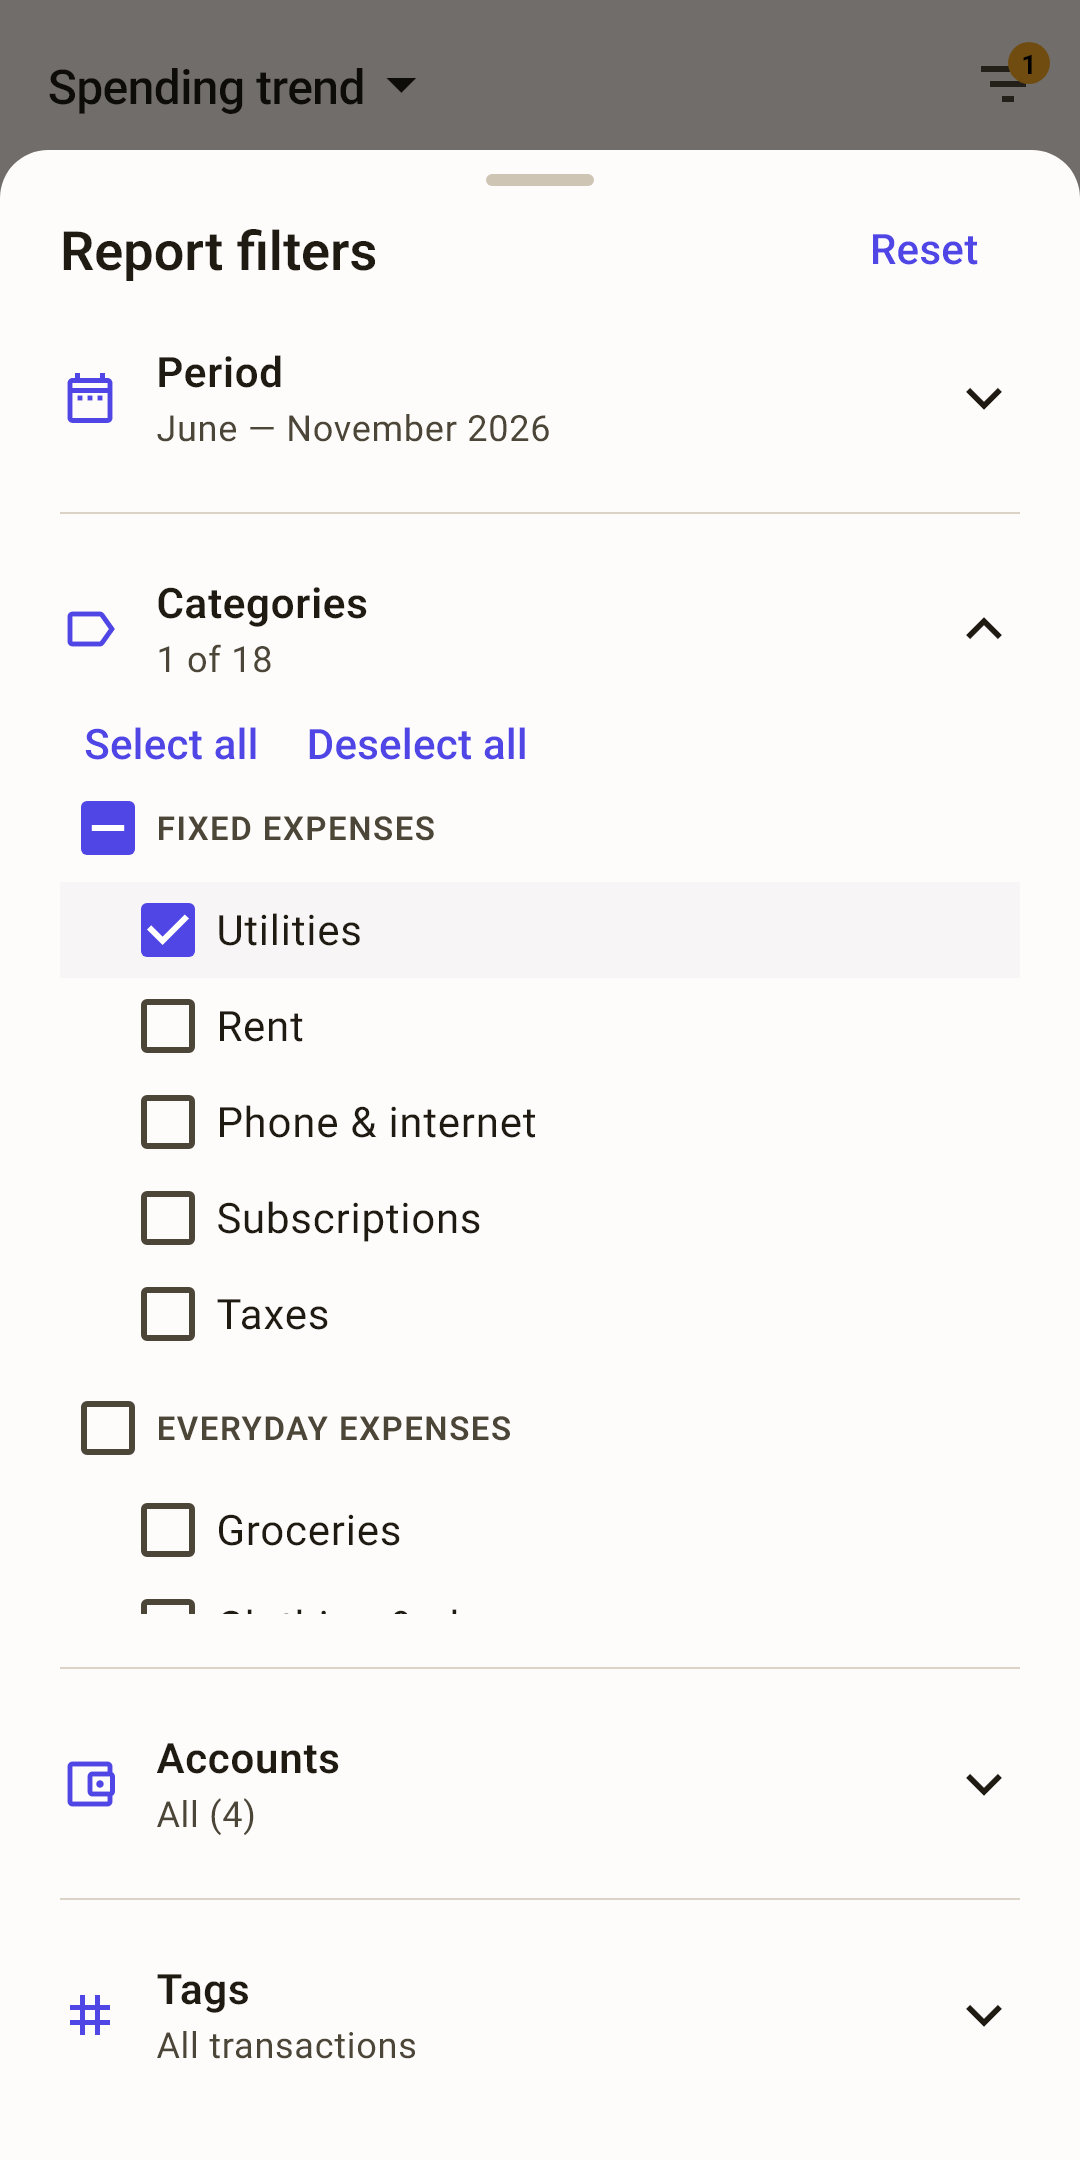 Spending trend
1
Report filters
Reset
Period
June — November 2026
Categories
1 of 18
Select all
Deselect all
FIXED EXPENSES
Utilities
Rent
Phone & internet
Subscriptions
Taxes
EVERYDAY EXPENSES
Groceries
Accounts
All (4)
Tags
All transactions